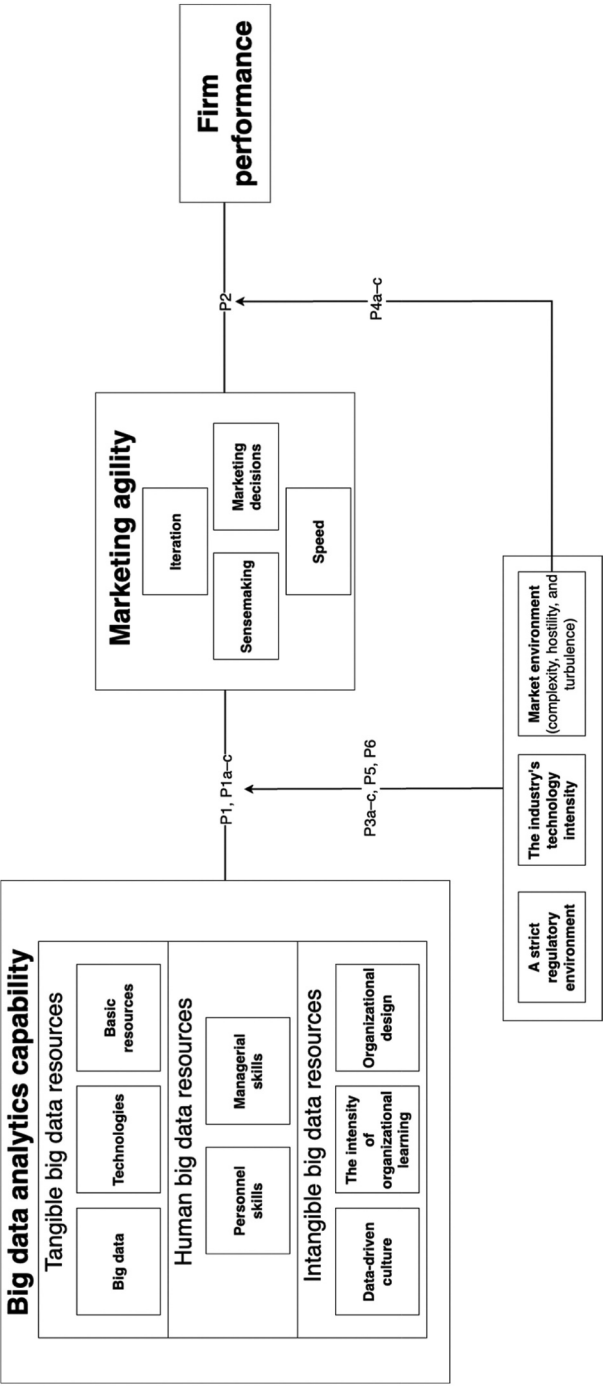 Big data analytics capability
Tangible big data resources
Big data
Technologies
Basic
resources
Human big data resources
Personnel
skills
Managerial
skills
Intangible big data resources
Data-driven
culture
The intensity
of
organizational
learning
Organizational
design
P1, P1a–c
Marketing agility
Iteration
Sensemaking
Marketing
decisions
Speed
P2
Firm
performance
P3a–c, P5, P6
P4a–c
A strict
regulatory
environment
The industry's
technology
intensity
Market environment
(complexity, hostility, and
turbulence)